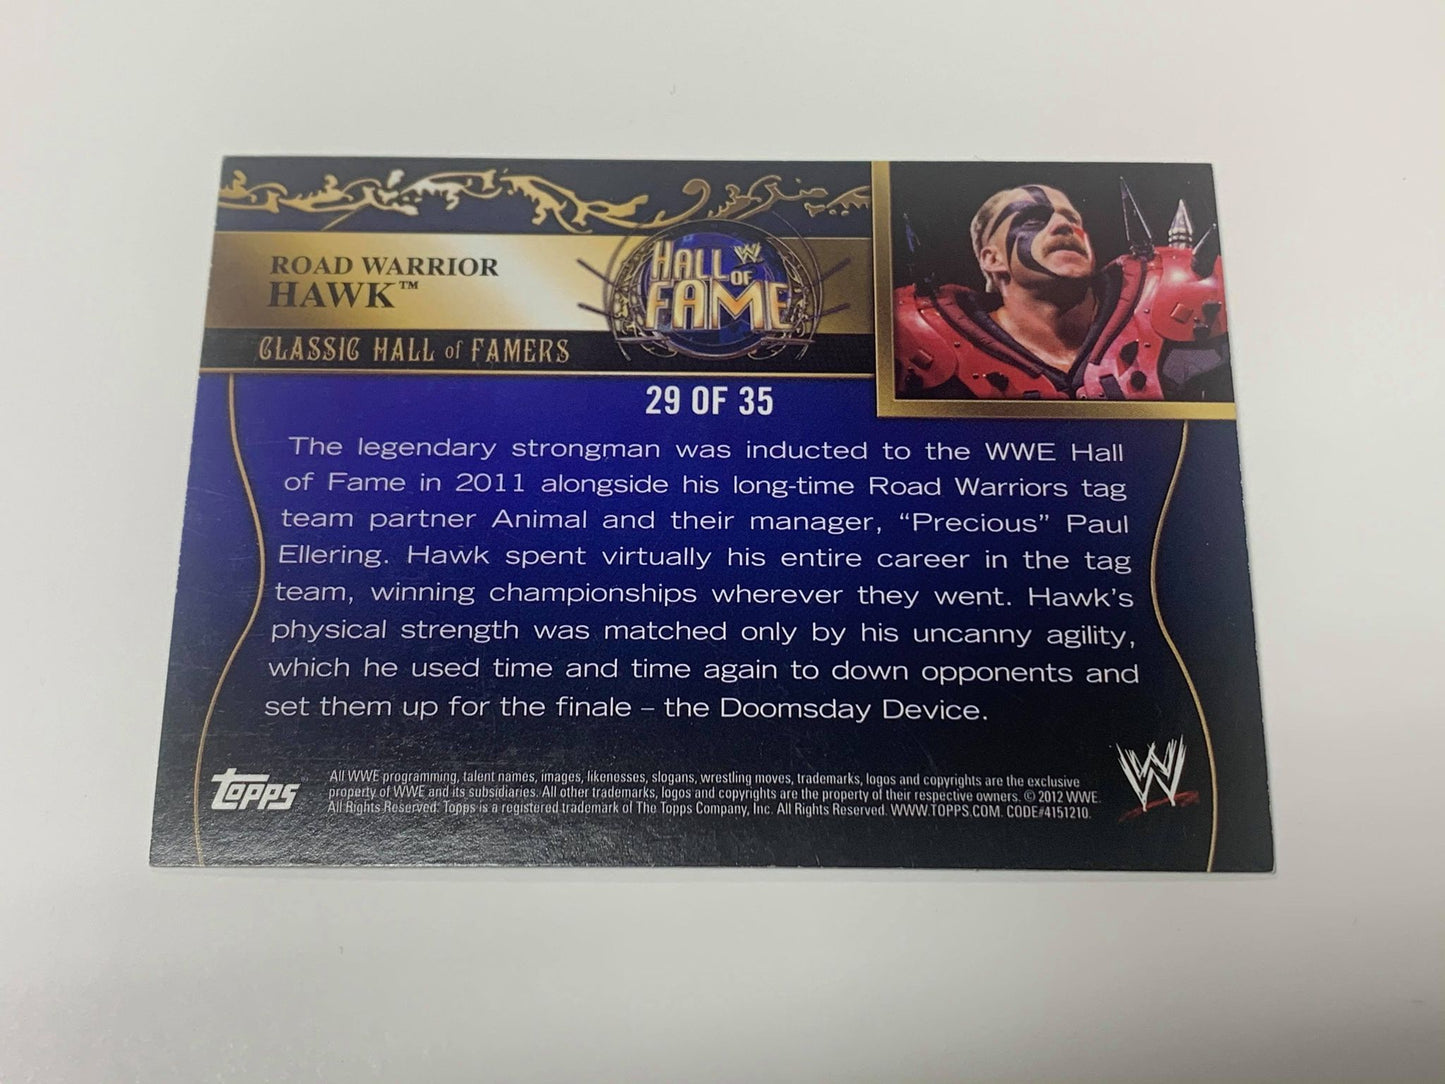 ROAD WARRIOR
HAWK™
W
HALL OF FAME
CLASSIC HALL of FAMERS
29 OF 35
The legendary strongman was inducted to the WWE Hall
of Fame in 2011 alongside his long-time Road Warriors tag
team partner Animal and their manager, “Precious” Paul
Ellering. Hawk spent virtually his entire career in the tag
team, winning championships wherever they went. Hawk’s
physical strength was matched only by his uncanny agility,
which he used time and time again to down opponents and
set them up for the finale – the Doomsday Device.
Topps
All WWE programming, talent names, images, likenesses, slogans, wrestling moves, trademarks, logos and copyrights are the exclusive
property of WWE and its subsidiaries. All other trademarks, logos and copyrights are the property of their respective owners. © 2012 WWE.
All Rights Reserved. Topps is a registered trademark of The Topps Company, Inc. All Rights Reserved. WWW.TOPPS.COM. CODE#4151210.
W